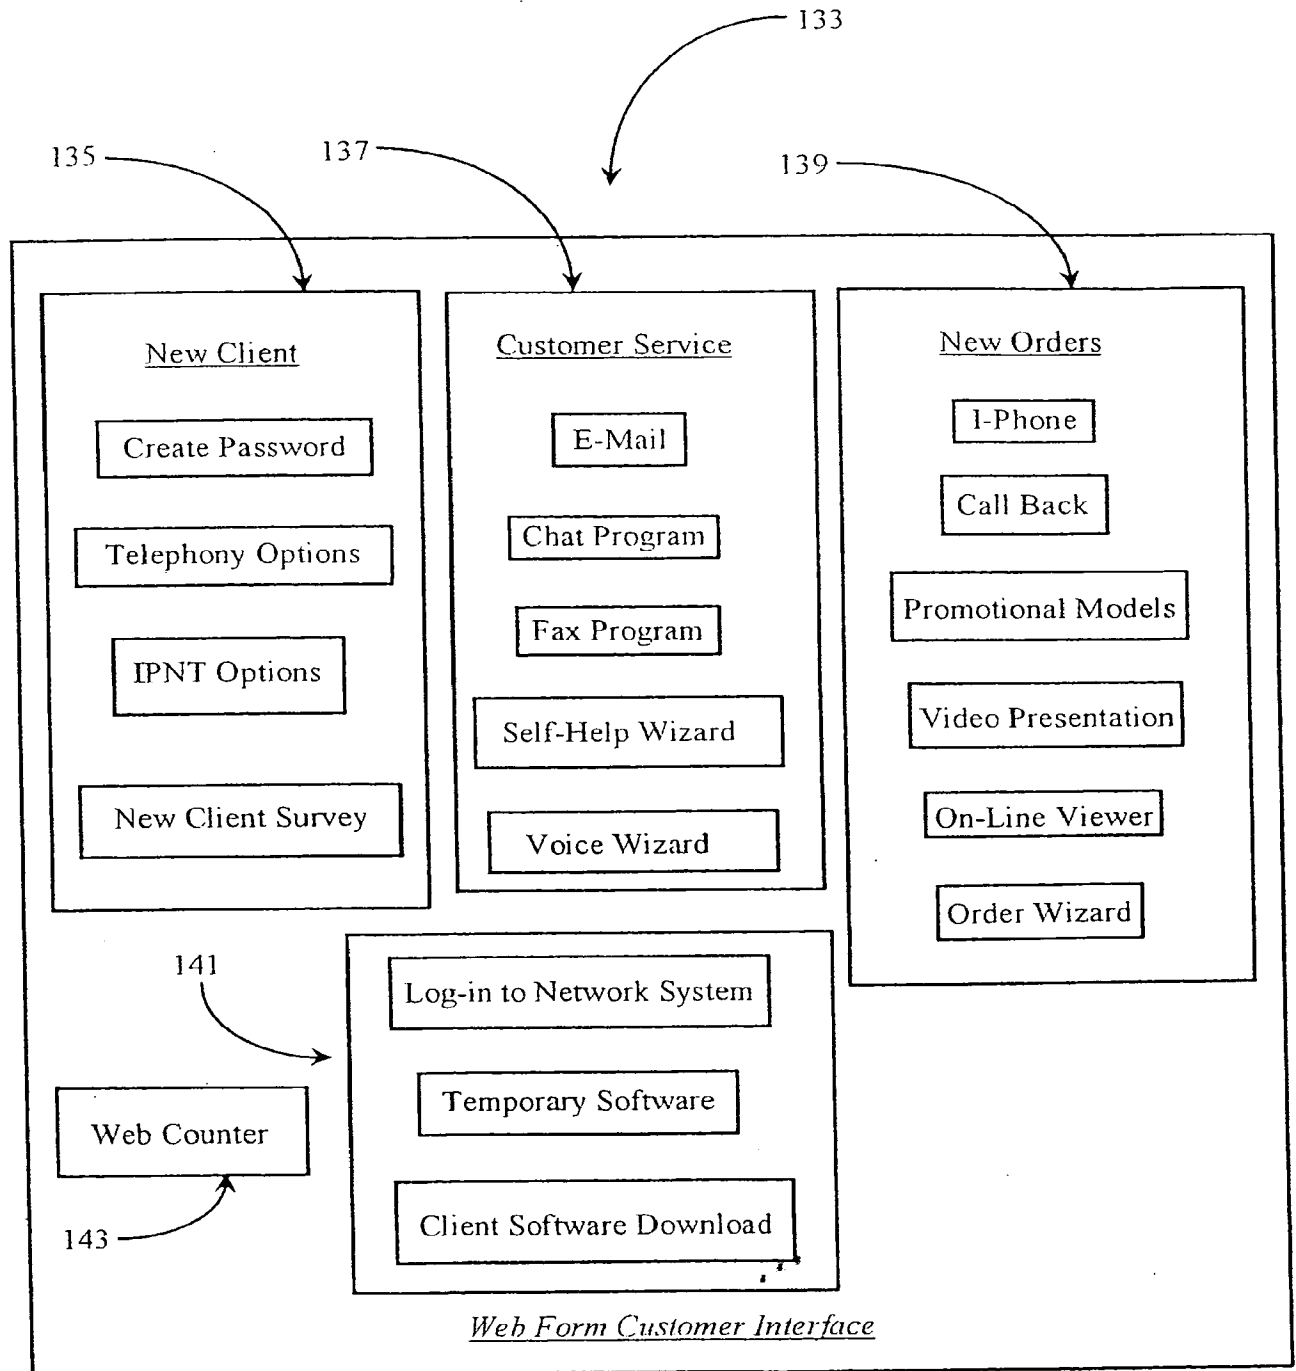 133
135
137
139
New Client
Create Password
Telephony Options
IPNT Options
New Client Survey
Customer Service
E-Mail
Chat Program
Fax Program
Self-Help Wizard
Voice Wizard
New Orders
I-Phone
Call Back
Promotional Models
Video Presentation
On-Line Viewer
Order Wizard
141
Log-in to Network System
Temporary Software
Client Software Download
Web Counter
143
Web Form Customer Interface